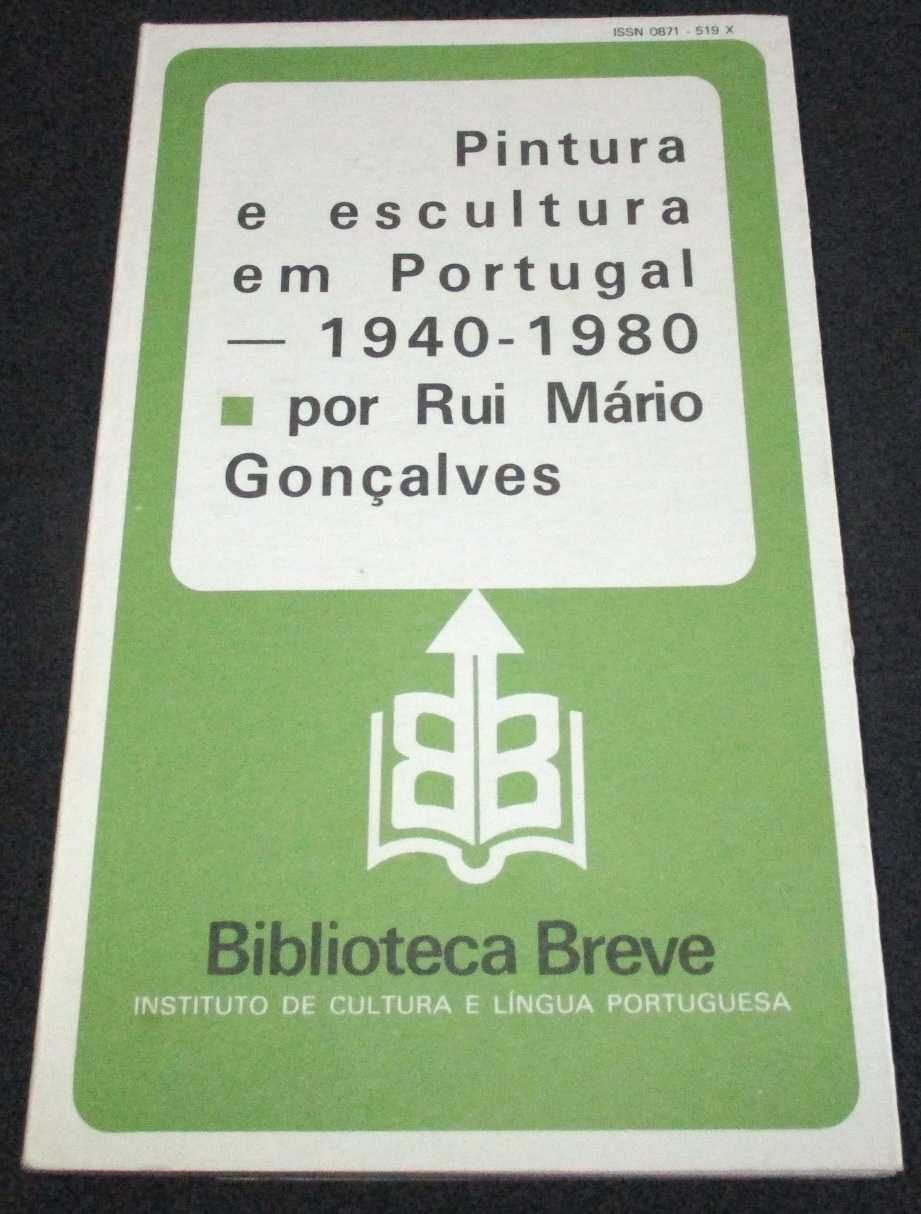 ISSN 0871 - 519 X
Pintura
e escultura
em Portugal
— 1940-1980
■ por Rui Mário
Gonçalves
BB
Biblioteca Breve
INSTITUTO DE CULTURA E LÍNGUA PORTUGUESA